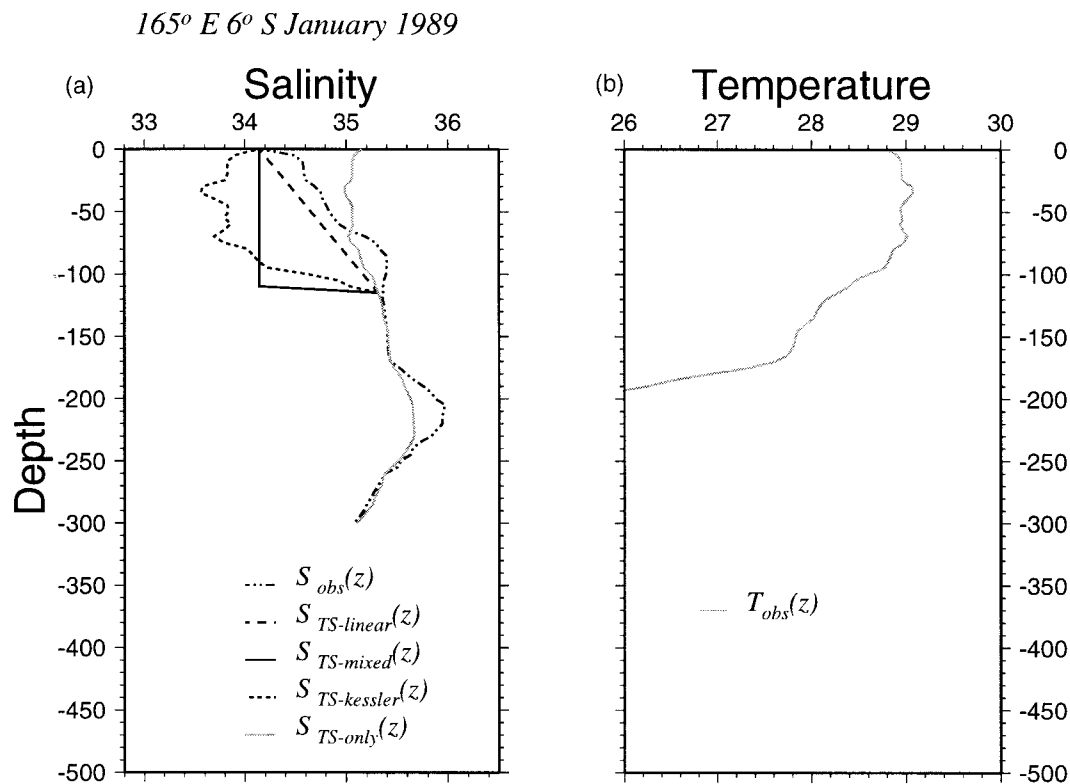 165° E 6° S January 1989
(a) Salinity
33 34 35 36
(b) Temperature
26 27 28 29 30
Depth
0
-50
-100
-150
-200
-250
-300
-350
-400
-450
-500
S obs(z)
S TS-linear(z)
S TS-mixed(z)
S TS-kessler(z)
S TS-only(z)
T obs(z)
0
-50
-100
-150
-200
-250
-300
-350
-400
-450
-500